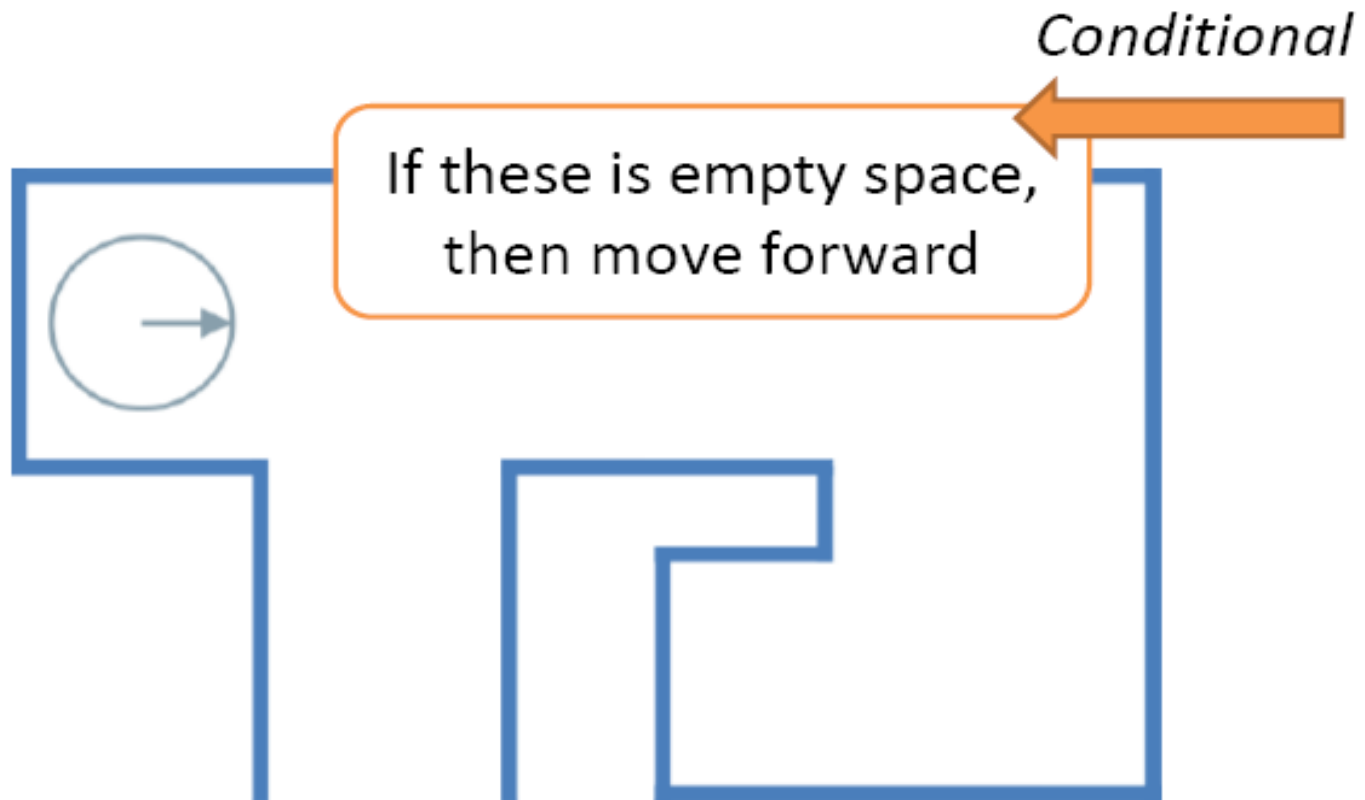 Conditional
If these is empty space,
then move forward